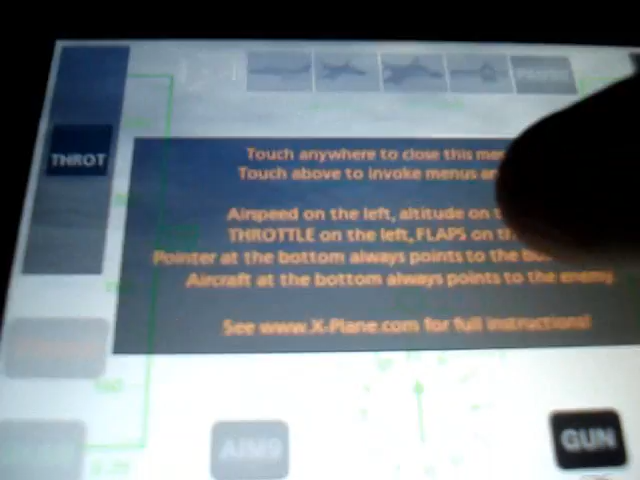 PAUSE
THROT
Touch anywhere to close this
Touch above to invoke menus
Airspeed on the left, altitude on
THROTTLE on the left, FLAPS on
Pointer at the bottom always points to the
Aircraft at the bottom always points to the enemy
See www.X-Plane.com for full instructions!
AIM9
GUN